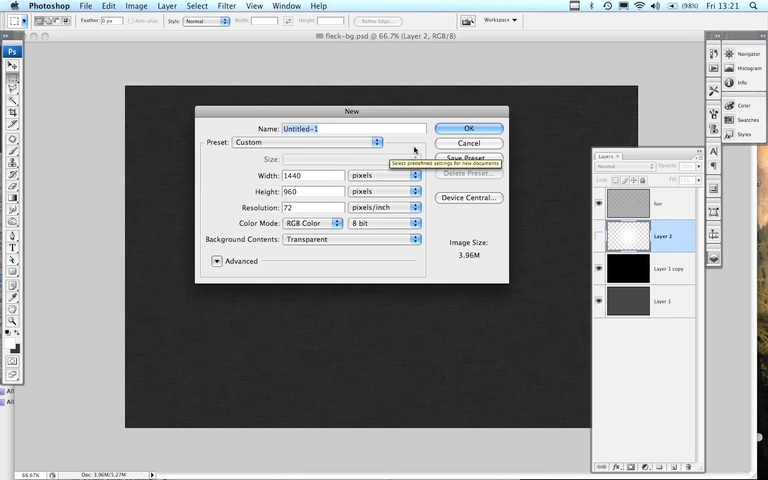 Photoshop File Edit Image Layer Select Filter View Window Help (98%) Fri 13:21
Feather: 0 px Anti-alias Style: Normal Width: Height: Refine Edge... Workspace
fleck-bg.psd @ 66.7% (Layer 2, RGB/8)
Ps
New
Name: Untitled-1 OK
Preset: Custom Cancel
Size: Save Preset...
Select predefined settings for new documents
Width: 1440 pixels Delete Preset...
Height: 960 pixels
Resolution: 72 pixels/inch Device Central...
Color Mode: RGB Color 8 bit
Background Contents: Transparent
Image Size:
3.96M
Advanced
Navigator
Histogram
Info
Color
Swatches
Styles
Layers
Normal Opacity:
Lock: Fill:
hor
Layer 2
Layer 1 copy
Layer 1
All
All
66.67% Doc: 3.96M/5.27M